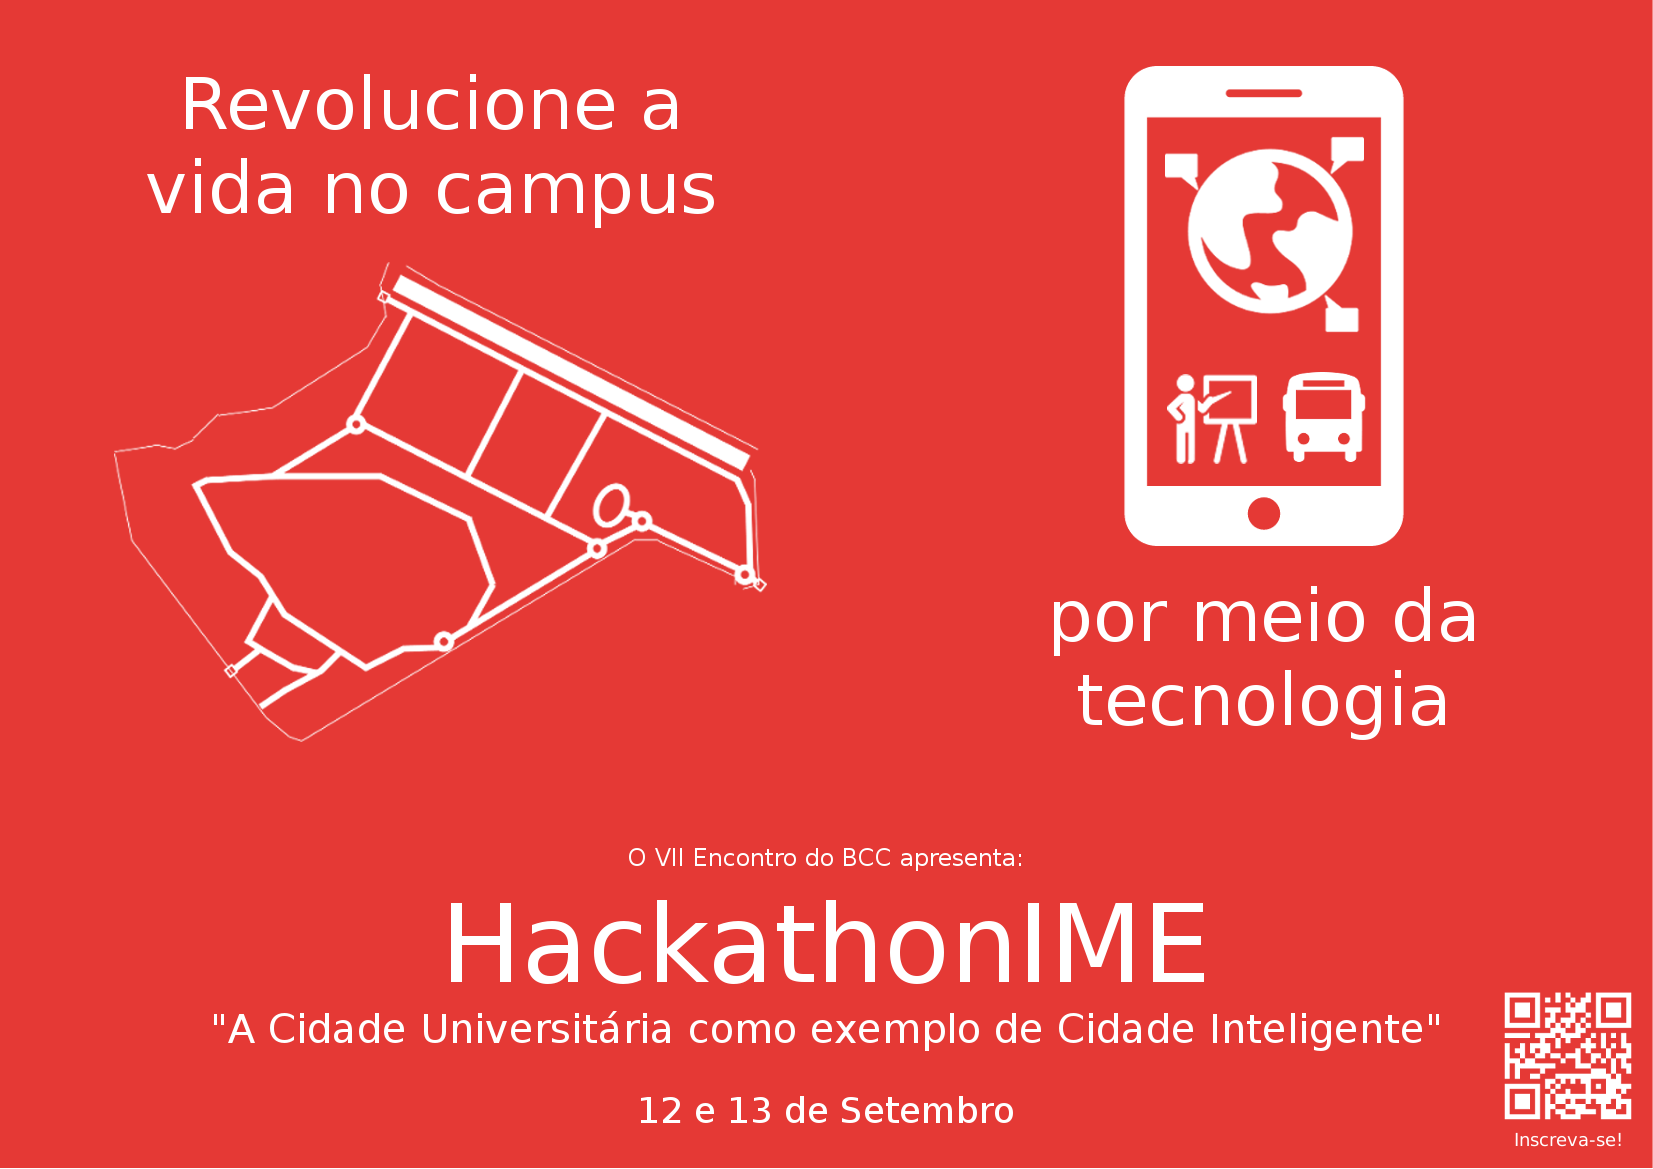 Revolucione a
vida no campus
por meio da
tecnologia
O VII Encontro do BCC apresenta:
HackathonIME
"A Cidade Universitária como exemplo de Cidade Inteligente"
12 e 13 de Setembro
Inscreva-se!